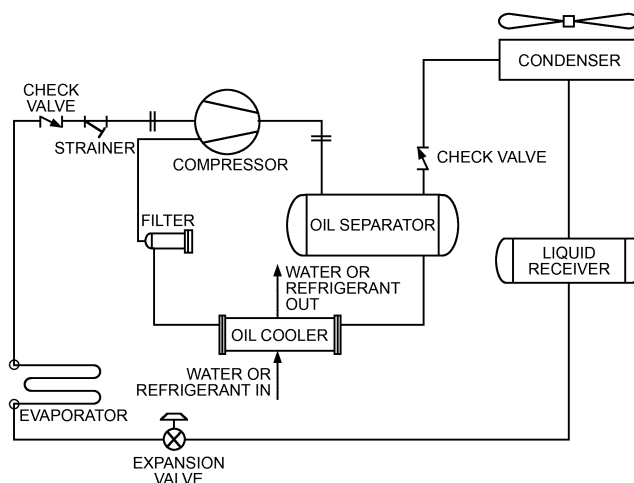 CONDENSER
CHECK
VALVE
STRAINER
COMPRESSOR
CHECK VALVE
FILTER
OIL SEPARATOR
LIQUID
RECEIVER
WATER OR
REFRIGERANT
OUT
OIL COOLER
WATER OR
REFRIGERANT IN
EVAPORATOR
EXPANSION
VALVE